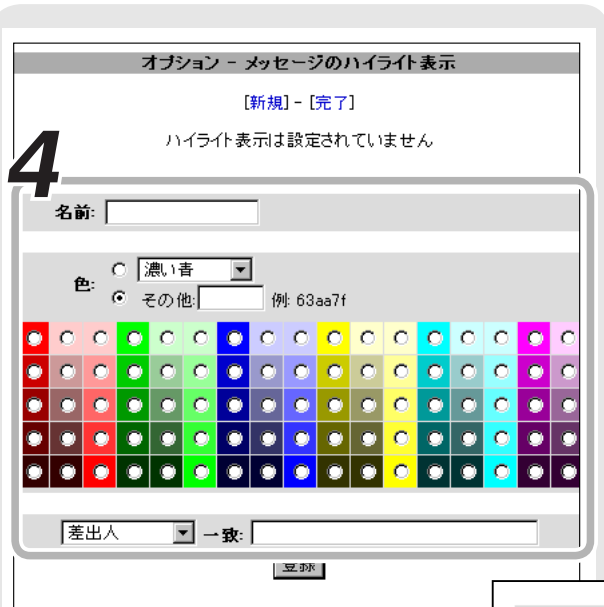 オプション - メッセージのハイライト表示
[新規] - [完了]
ハイライト表示は設定されていません
4
名前:
色:
濃い青
その他:
例: 63aa7f
差出人
一致:
登録